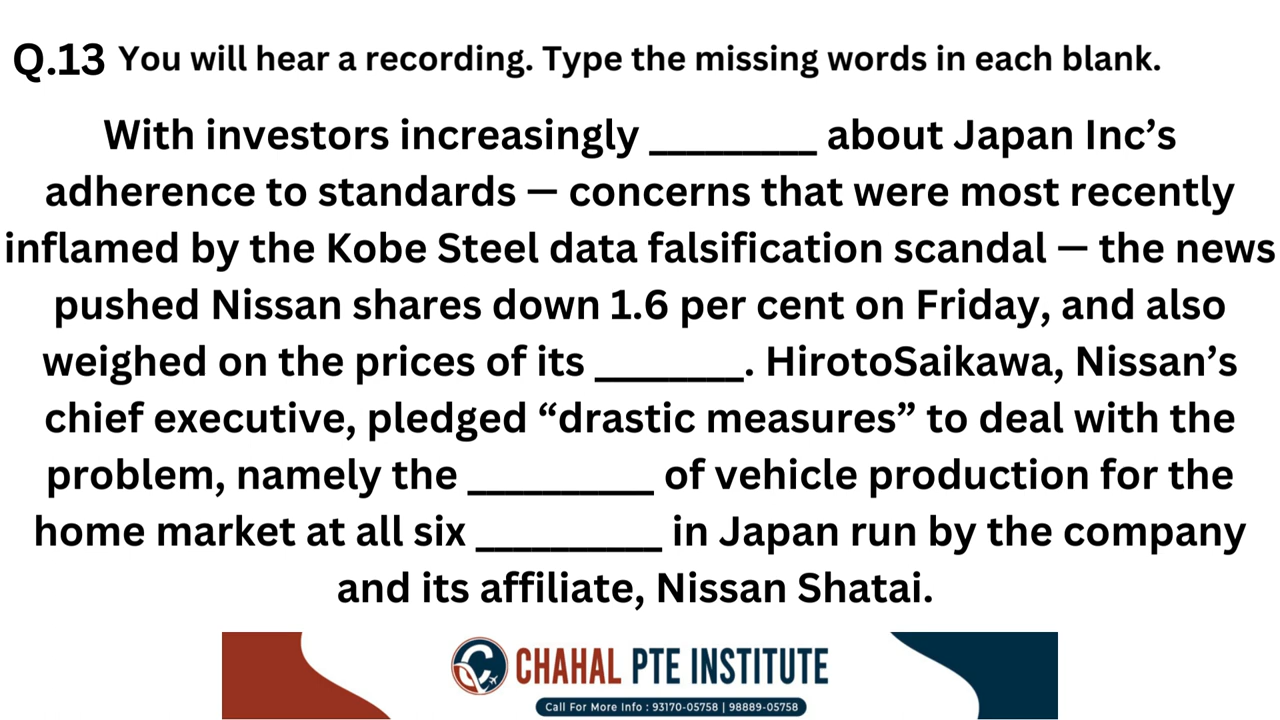 Q.13 You will hear a recording. Type the missing words in each blank.
With investors increasingly _________ about Japan Inc’s
adherence to standards — concerns that were most recently
inflamed by the Kobe Steel data falsification scandal — the news
pushed Nissan shares down 1.6 per cent on Friday, and also
weighed on the prices of its ________. HirotoSaikawa, Nissan’s
chief executive, pledged “drastic measures” to deal with the
problem, namely the __________ of vehicle production for the
home market at all six __________ in Japan run by the company
and its affiliate, Nissan Shatai.
CHAHAL PTE INSTITUTE
Call For More Info : 93170-05758 | 98889-05758